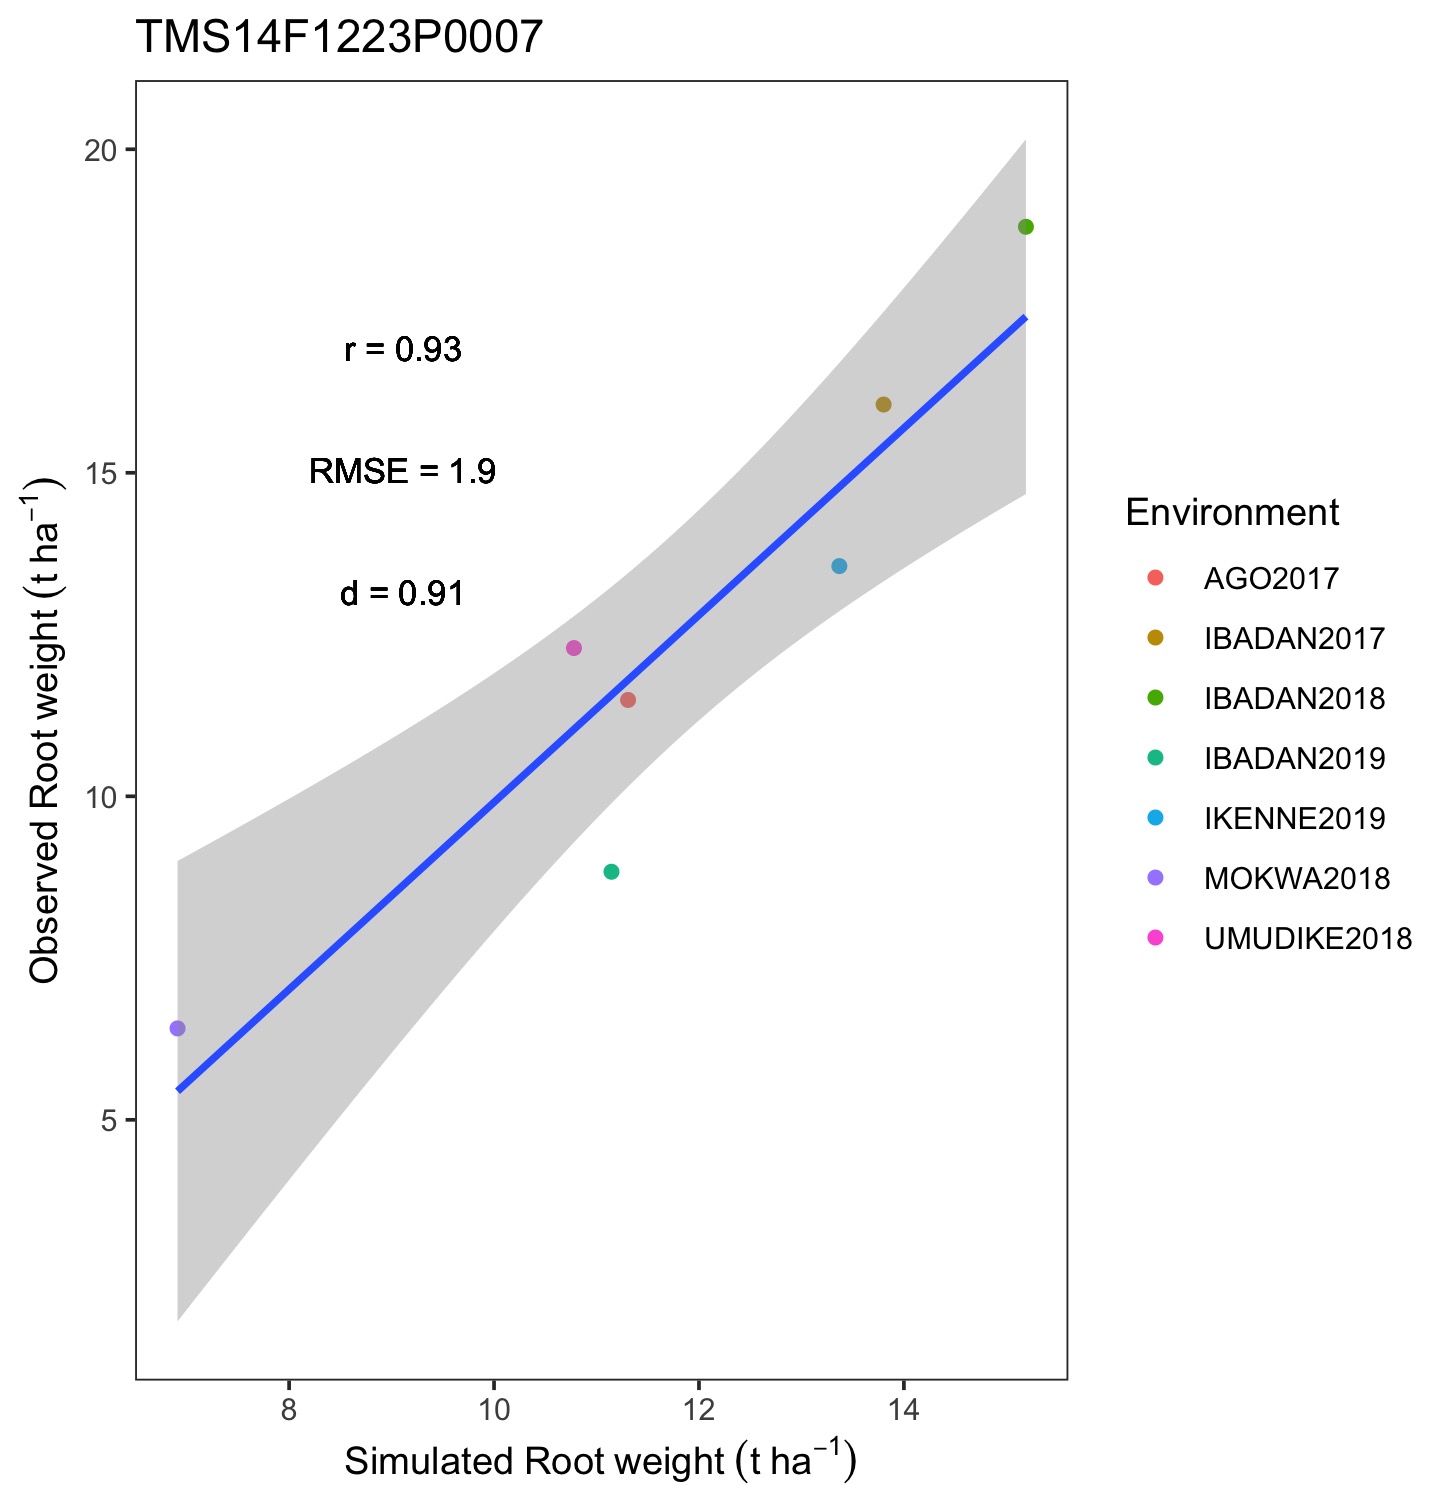 TMS14F1223P0007
20
15
10
5
Observed Root weight (t ha⁻¹)
r = 0.93
RMSE = 1.9
d = 0.91
8 10 12 14
Simulated Root weight (t ha⁻¹)
Environment
AGO2017
IBADAN2017
IBADAN2018
IBADAN2019
IKENNE2019
MOKWA2018
UMUDIKE2018